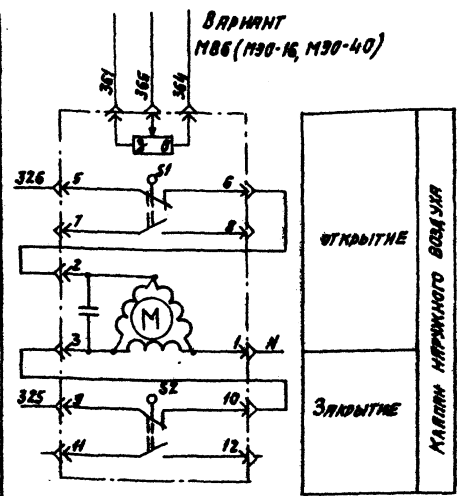 Вариант
М86 (МЭО-16, МЭО-40)
361 366 364
З О
S1
326 5 6
7 8
2
М
3 1 N
S2
325 9 10
11 12
Открытие
Закрытие
Клапан наружного воздуха